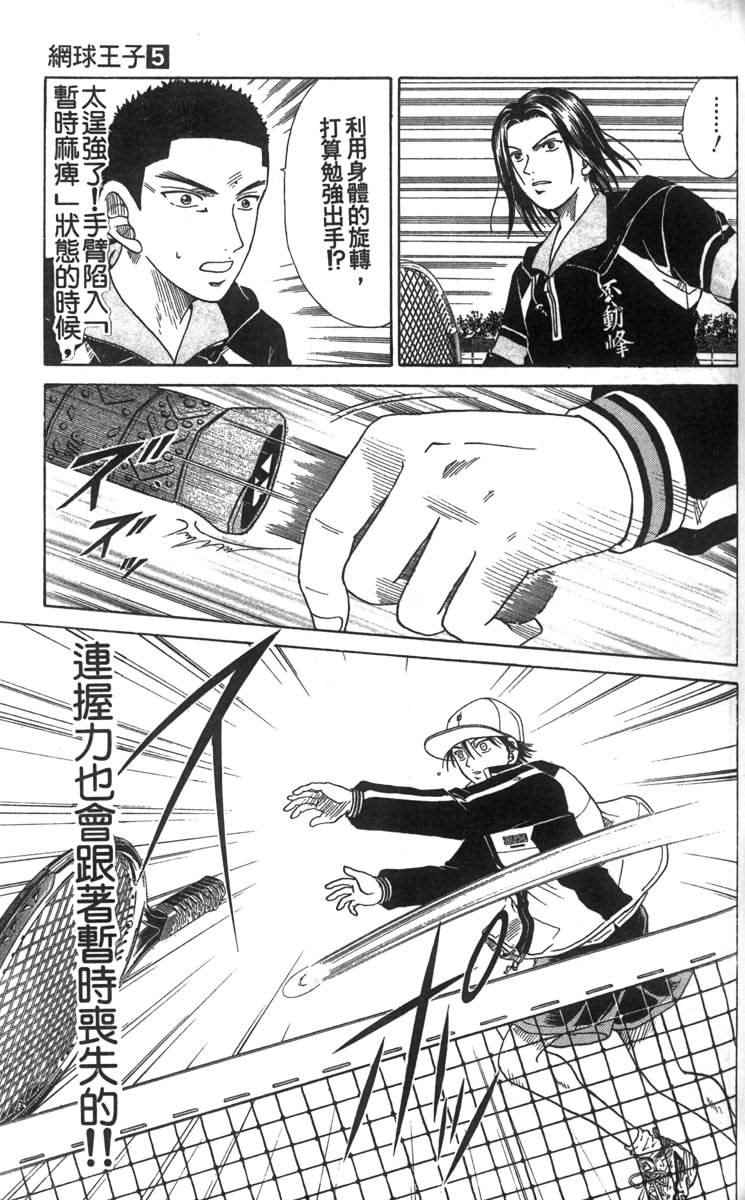 網球王子5
……
不動峰
利用身體的旋轉，
打算勉強出手!?
太逞強了！手臂陷入「
暫時麻痺」狀態的時候，
ズズッ
連握力也會跟著暫時喪失的!!